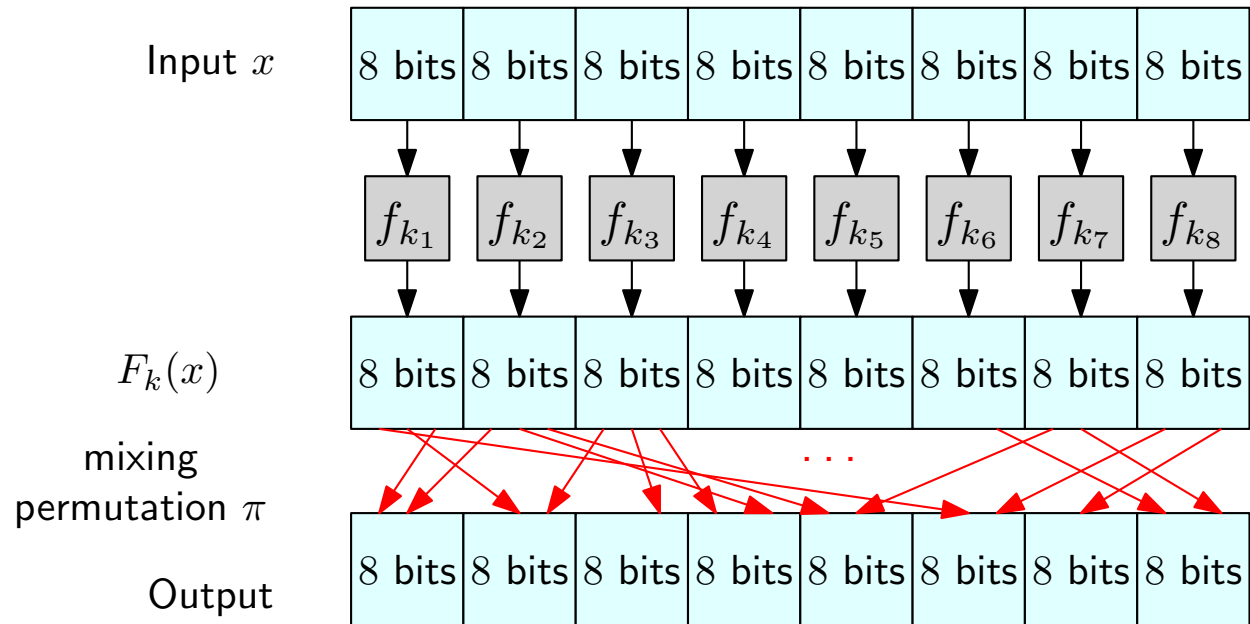 Input x 8 bits 8 bits 8 bits 8 bits 8 bits 8 bits 8 bits 8 bits
f_{k_1} f_{k_2} f_{k_3} f_{k_4} f_{k_5} f_{k_6} f_{k_7} f_{k_8}
F_k(x) 8 bits 8 bits 8 bits 8 bits 8 bits 8 bits 8 bits 8 bits
mixing
permutation π
. . .
Output 8 bits 8 bits 8 bits 8 bits 8 bits 8 bits 8 bits 8 bits